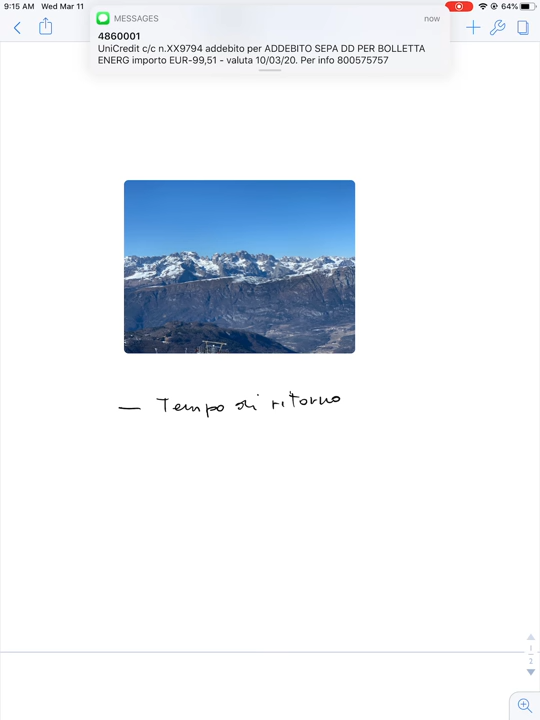 9:15 AM Wed Mar 11
64%
MESSAGES
now
4860001
UniCredit c/c n.XX9794 addebito per ADDEBITO SEPA DD PER BOLLETTA
ENERG importo EUR-99,51 - valuta 10/03/20. Per info 800575757
— Tempo di ritorno
1
2